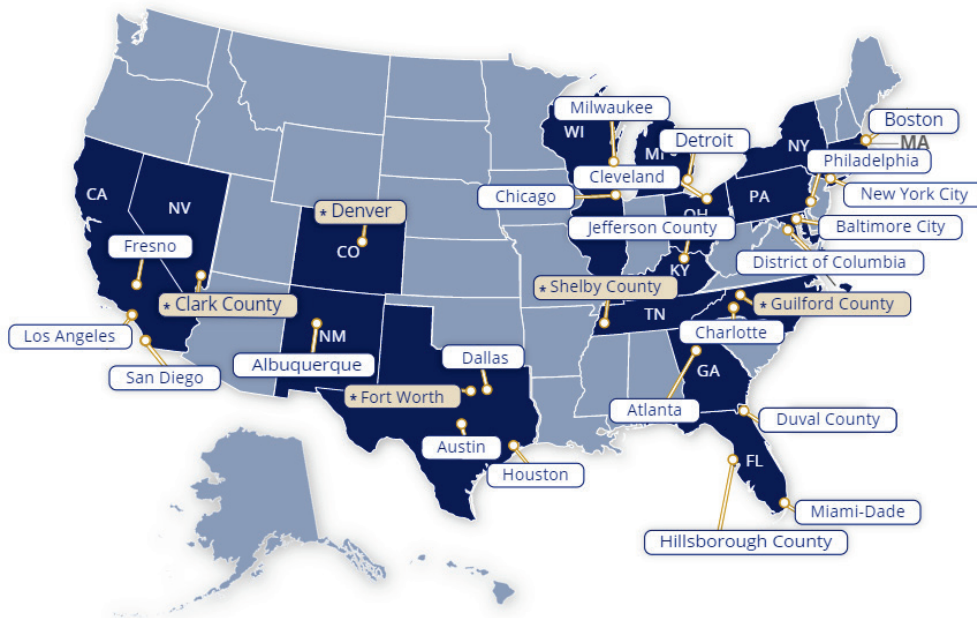 Milwaukee
Boston
WI
MI
Detroit
NY
MA
Philadelphia
CA
Cleveland
Chicago
PA
New York City
NV
* Denver
OH
Jefferson County
Baltimore City
CO
Fresno
KY
District of Columbia
* Clark County
* Shelby County
* Guilford County
TN
Los Angeles
NM
Charlotte
San Diego
Albuquerque
Dallas
GA
* Fort Worth
Atlanta
Duval County
Austin
Houston
FL
Miami-Dade
Hillsborough County